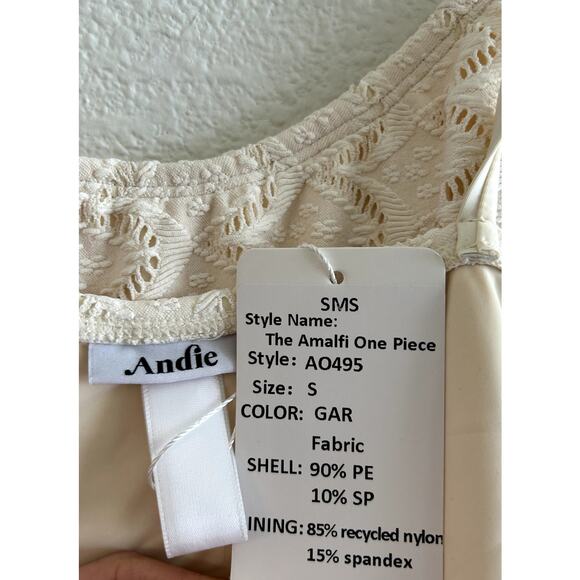 Andie
SMS
Style Name:
The Amalfi One Piece
Style: AO495
Size: S
COLOR: GAR
Fabric
SHELL: 90% PE
10% SP
INING: 85% recycled nylon
15% spandex